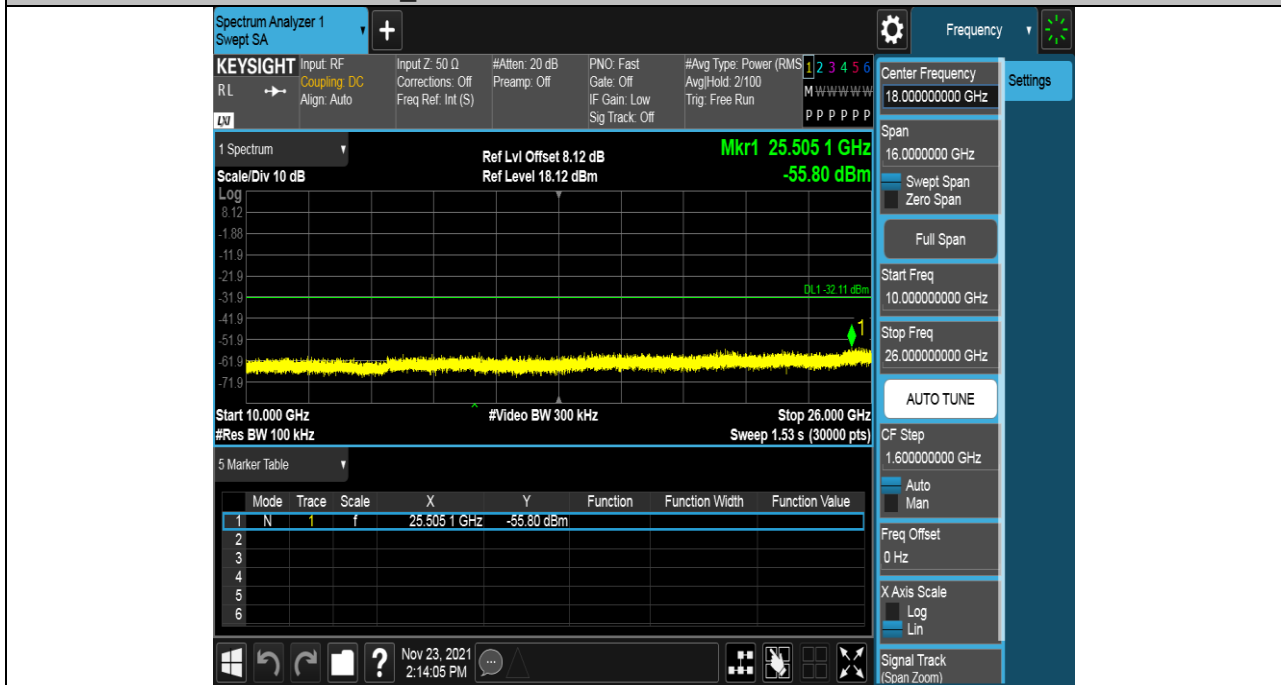 Spectrum Analyzer 1
Swept SA
Frequency
KEYSIGHT
RL
LXI
Input: RF
Coupling: DC
Align: Auto
Input Z: 50 Ω
Corrections: Off
Freq Ref: Int (S)
#Atten: 20 dB
Preamp: Off
PNO: Fast
Gate: Off
IF Gain: Low
Sig Track: Off
#Avg Type: Power (RMS
Avg|Hold: 2/100
Trig: Free Run
1 2 3 4 5 6
M W W W W W
P P P P P P
1 Spectrum
Scale/Div 10 dB
Ref Lvl Offset 8.12 dB
Ref Level 18.12 dBm
Mkr1 25.505 1 GHz
-55.80 dBm
Log
8.12
-1.88
-11.9
-21.9
-31.9
-41.9
-51.9
-61.9
-71.9
DL1 -32.11 dBm
1
Start 10.000 GHz
#Res BW 100 kHz
#Video BW 300 kHz
Stop 26.000 GHz
Sweep 1.53 s (30000 pts)
5 Marker Table
Mode Trace Scale X Y Function Function Width Function Value
1 N 1 f 25.505 1 GHz -55.80 dBm
2
3
4
5
6
?
Nov 23, 2021
2:14:05 PM
Center Frequency
18.000000000 GHz
Span
16.0000000 GHz
Swept Span
Zero Span
Full Span
Start Freq
10.000000000 GHz
Stop Freq
26.000000000 GHz
AUTO TUNE
CF Step
1.600000000 GHz
Auto
Man
Freq Offset
0 Hz
X Axis Scale
Log
Lin
Signal Track
(Span Zoom)
Settings